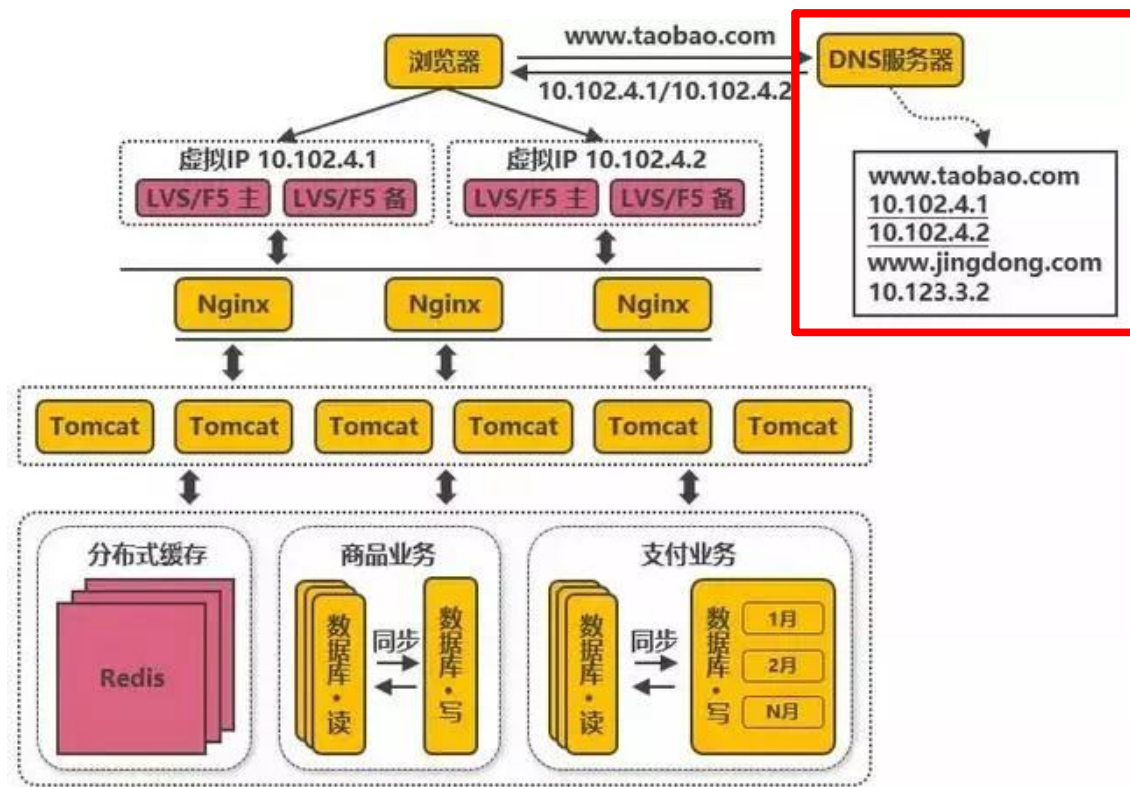 www.taobao.com
浏览器
DNS服务器
10.102.4.1/10.102.4.2
虚拟IP 10.102.4.1
虚拟IP 10.102.4.2
LVS/F5 主
LVS/F5 备
LVS/F5 主
LVS/F5 备
www.taobao.com
10.102.4.1
10.102.4.2
www.jingdong.com
10.123.3.2
Nginx
Nginx
Nginx
Tomcat
Tomcat
Tomcat
Tomcat
Tomcat
Tomcat
分布式缓存
Redis
商品业务
数据库·读
同步
数据库·写
支付业务
数据库·读
同步
数据库·写
1月
2月
N月